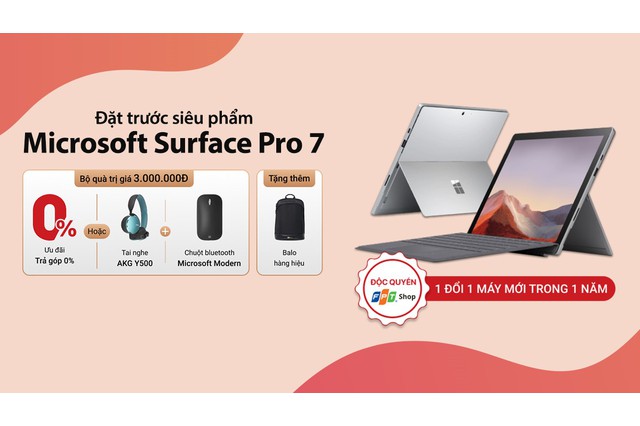 Đặt trước siêu phẩm
Microsoft Surface Pro 7
Bộ quà trị giá 3.000.000Đ
0%
Ưu đãi
Trả góp 0%
Hoặc
Tai nghe
AKG Y500
Chuột bluetooth
Microsoft Modern
Tặng thêm
Balo
hàng hiệu
Microsoft
ĐỘC QUYỀN
FPT Shop
1 ĐỔI 1 MÁY MỚI TRONG 1 NĂM